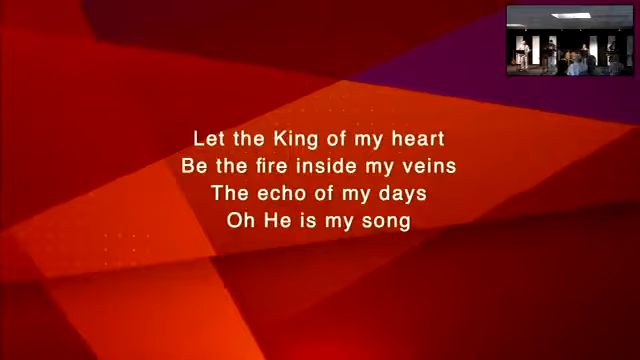 Let the King of my heart
Be the fire inside my veins
The echo of my days
Oh He is my song